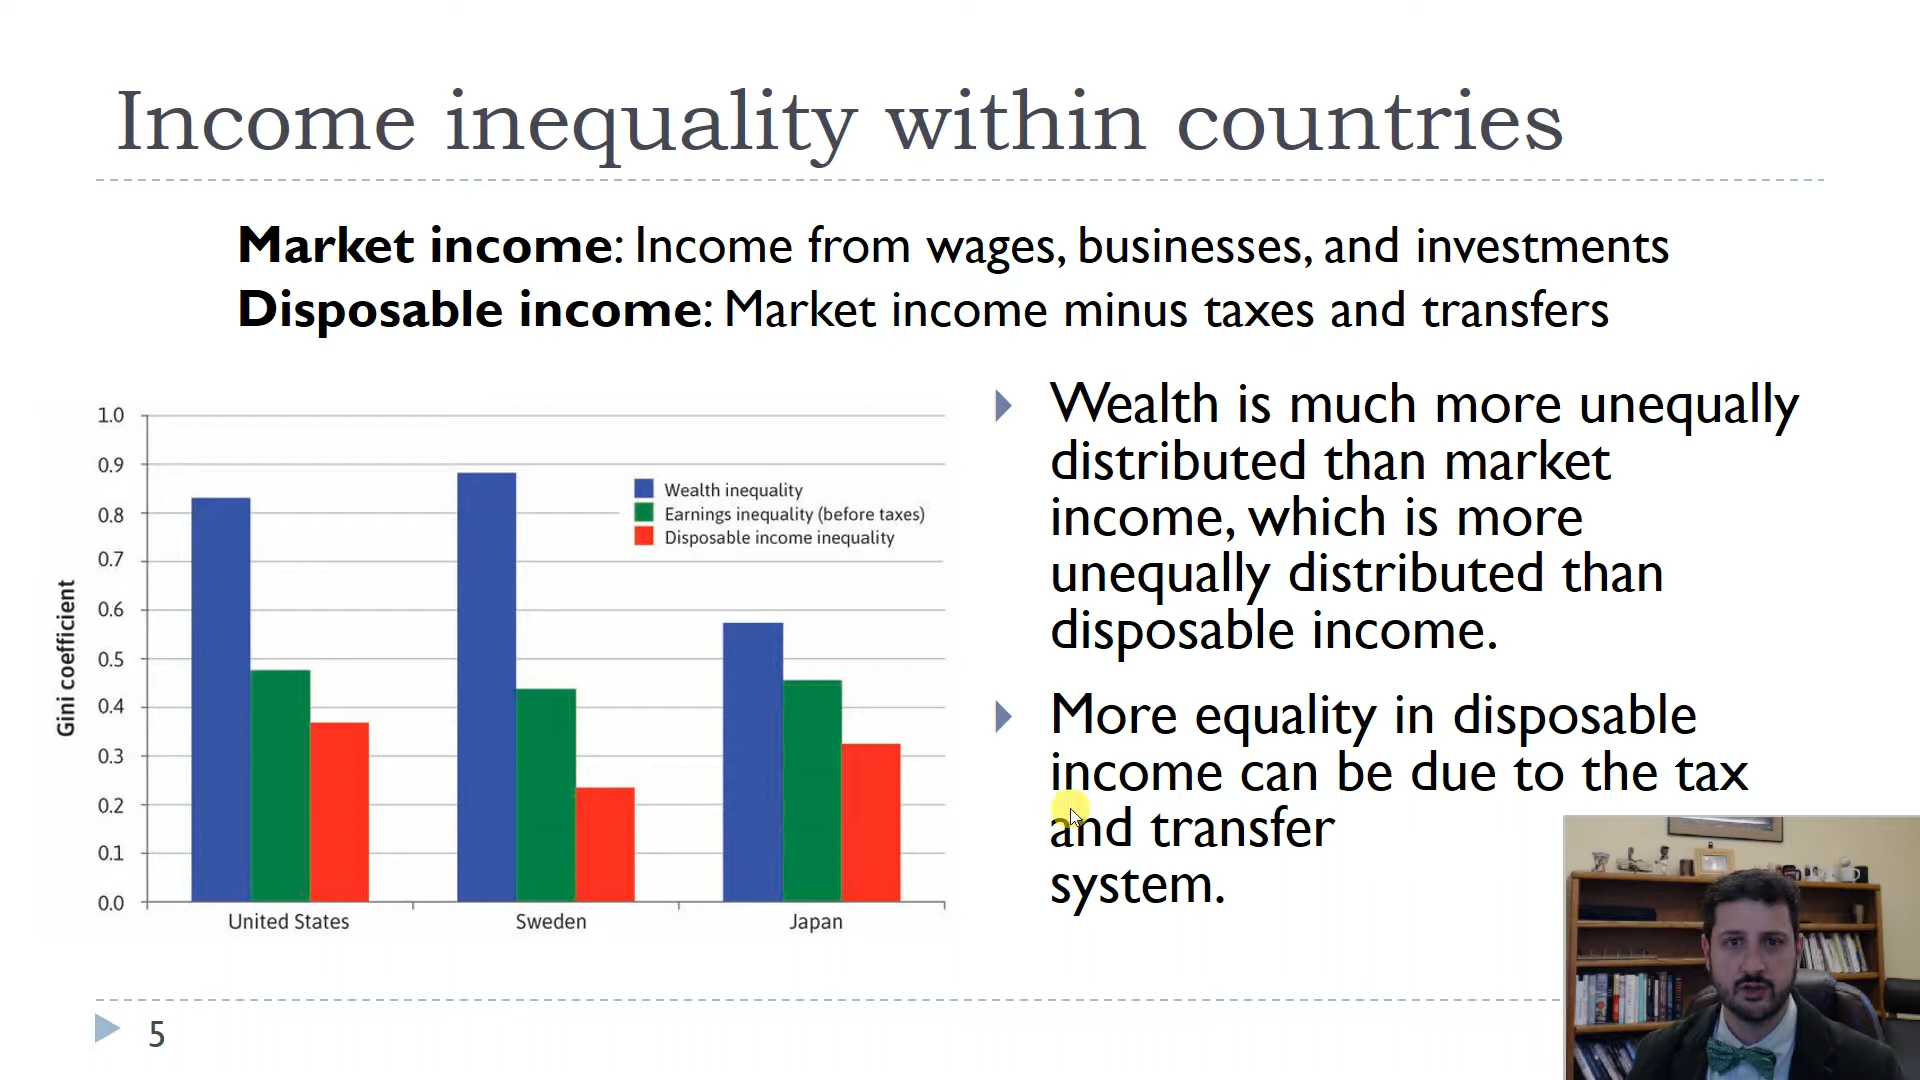 Income inequality within countries
Market income: Income from wages, businesses, and investments
Disposable income: Market income minus taxes and transfers
1.0
0.9
0.8
0.7
0.6
0.5
0.4
0.3
0.2
0.1
0.0
Gini coefficient
Wealth inequality
Earnings inequality (before taxes)
Disposable income inequality
United States
Sweden
Japan
Wealth is much more unequally
distributed than market
income, which is more
unequally distributed than
disposable income.
More equality in disposable
income can be due to the tax
and transfer
system.
5